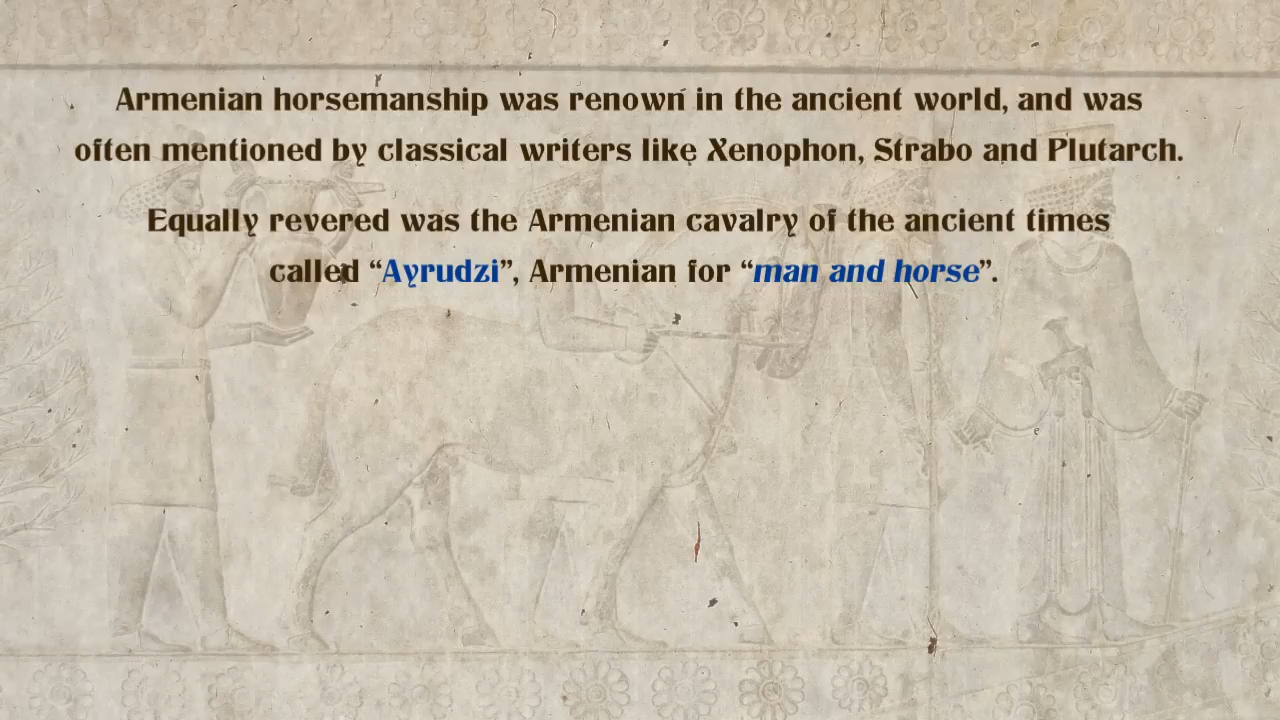 Armenian horsemanship was renown in the ancient world, and was
often mentioned by classical writers like Xenophon, Strabo and Plutarch.
Equally revered was the Armenian cavalry of the ancient times
called “Ayrudzi”, Armenian for “man and horse”.